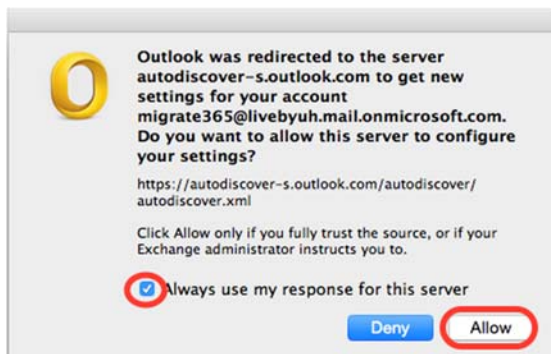 Outlook was redirected to the server
autodiscover-s.outlook.com to get new
settings for your account
migrate365@livebyuh.mail.onmicrosoft.com.
Do you want to allow this server to configure
your settings?
https://autodiscover-s.outlook.com/autodiscover/
autodiscover.xml
Click Allow only if you fully trust the source, or if your
Exchange administrator instructs you to.
Always use my response for this server
Deny Allow